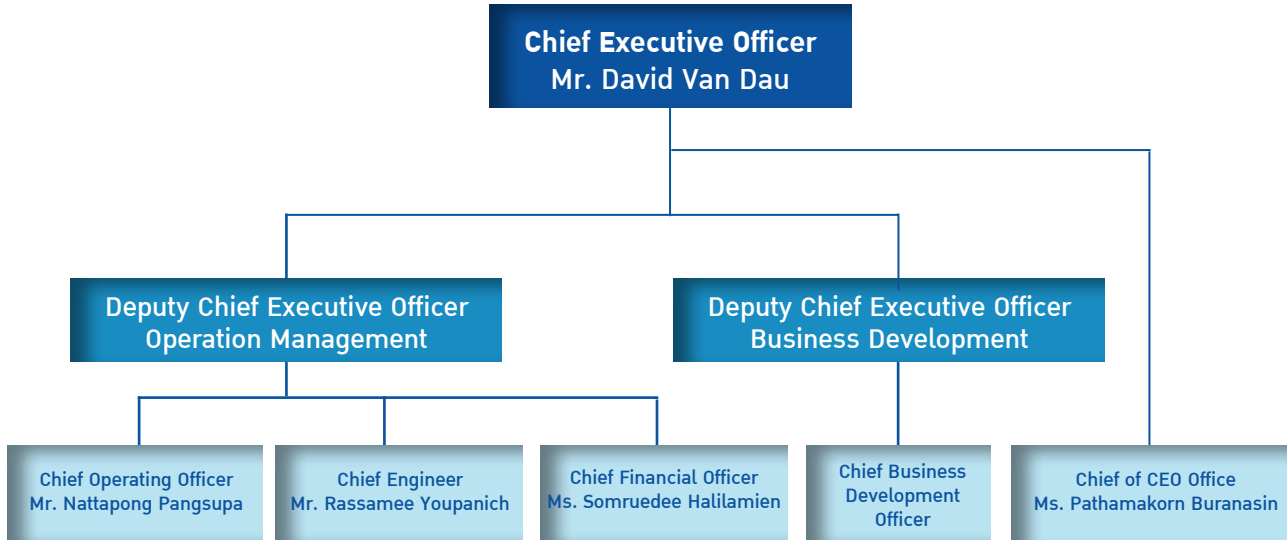 Chief Executive Officer
Mr. David Van Dau
Deputy Chief Executive Officer
Operation Management
Deputy Chief Executive Officer
Business Development
Chief Operating Officer
Mr. Nattapong Pangsupa
Chief Engineer
Mr. Rassamee Youpanich
Chief Financial Officer
Ms. Somruedee Halilamien
Chief Business
Development
Officer
Chief of CEO Office
Ms. Pathamakorn Buranasin